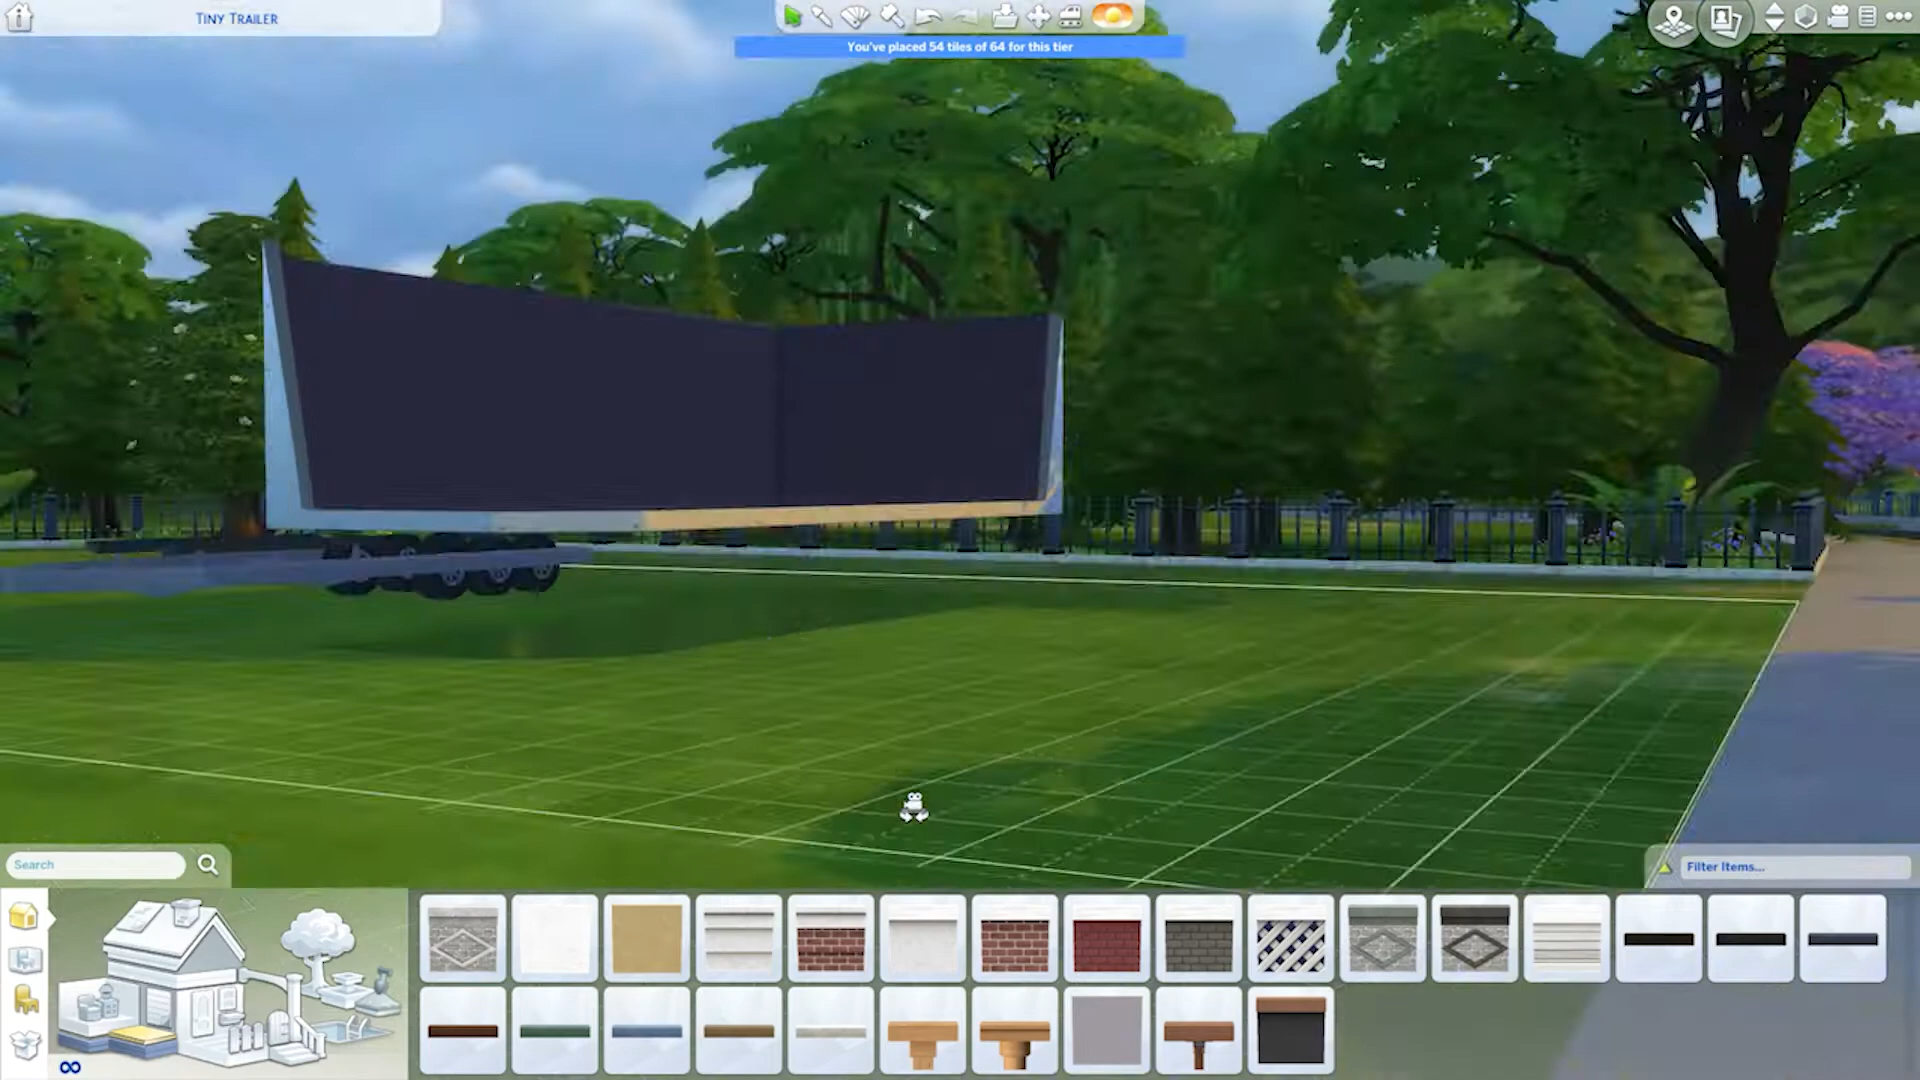 TINY TRAILER
You've placed 54 tiles of 64 for this tier
Search
Filter Items...